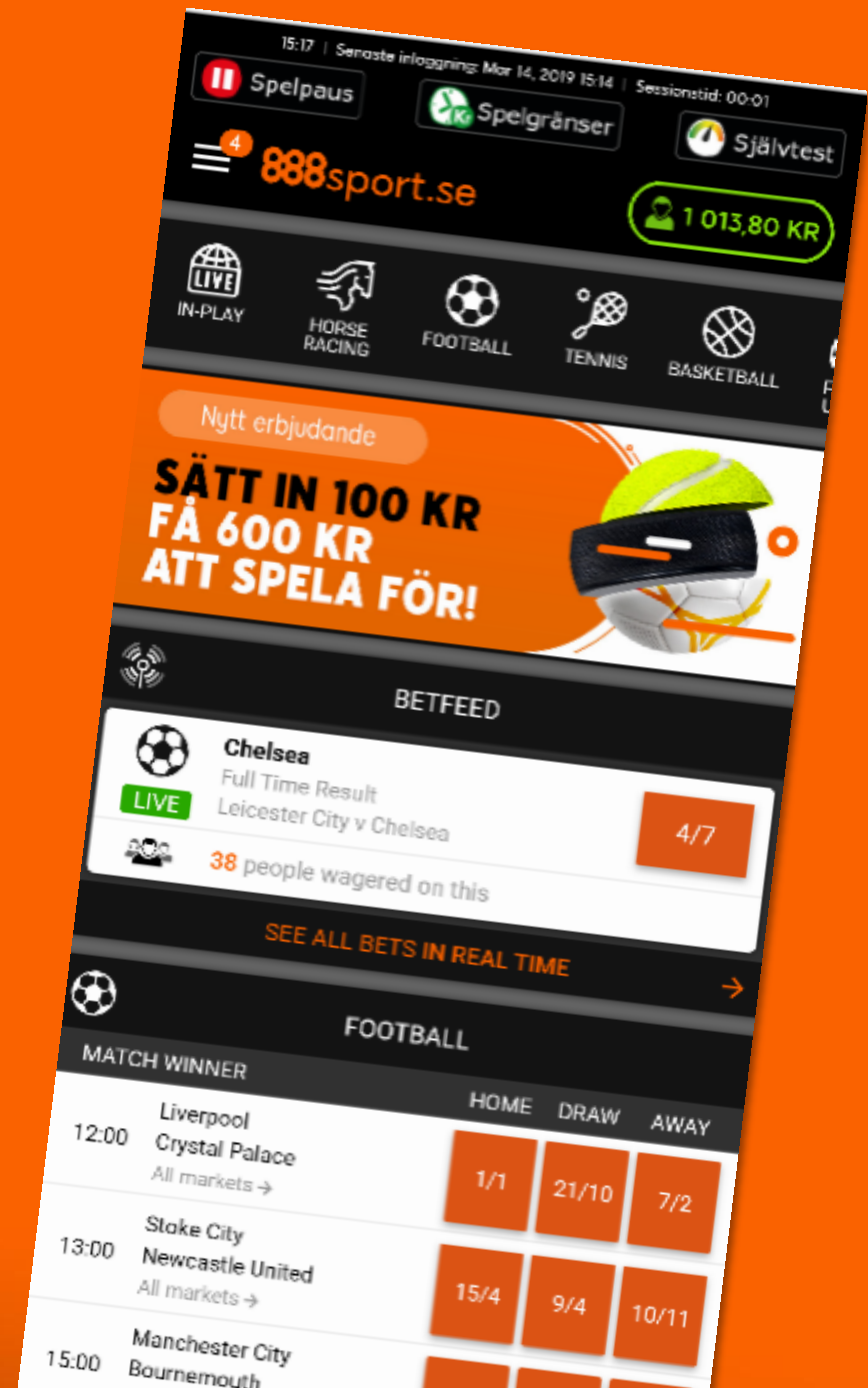 15:17 | Senaste inloggning: Mar 14, 2019 15:14 | Sessionstid: 00:01
Spelpaus
Spelgränser
Självtest
4
888sport.se
1 013,80 KR
LIVE
IN-PLAY
HORSE
RACING
FOOTBALL
TENNIS
BASKETBALL
Nytt erbjudande
SÄTT IN 100 KR
FÅ 600 KR
ATT SPELA FÖR!
BETFEED
Chelsea
Full Time Result
Leicester City v Chelsea
LIVE
4/7
38 people wagered on this
SEE ALL BETS IN REAL TIME →
FOOTBALL
MATCH WINNER HOME DRAW AWAY
12:00 Liverpool
Crystal Palace
All markets →
1/1 21/10 7/2
13:00 Stoke City
Newcastle United
All markets →
15/4 9/4 10/11
15:00 Manchester City
Bournemouth